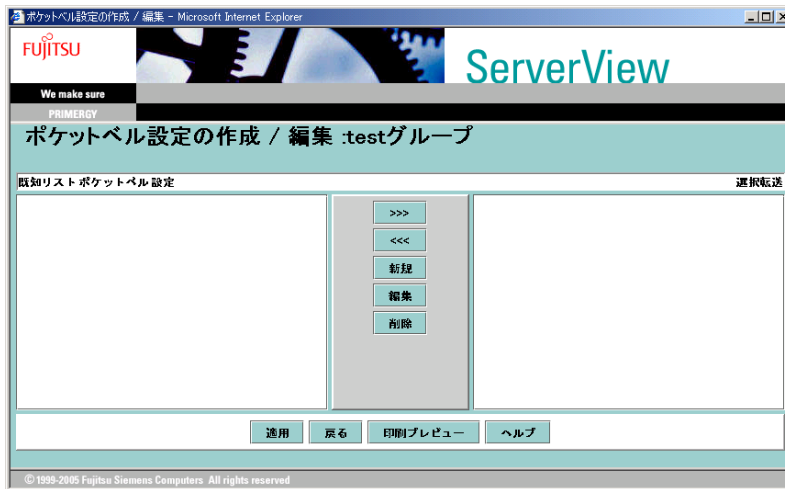 ポケットベル設定の作成 / 編集 - Microsoft Internet Explorer
FUJITSU
ServerView
We make sure
PRIMERGY
ポケットベル設定の作成 / 編集 :testグループ
既知リスト ポケットベル 設定 選択転送
>>>
<<<
新規
編集
削除
適用 戻る 印刷プレビュー ヘルプ
© 1999-2005 Fujitsu Siemens Computers All rights reserved